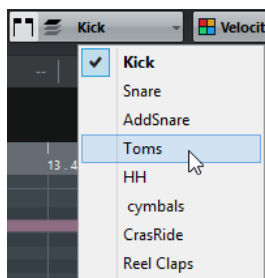 Kick Velocit
--
Kick
Snare
AddSnare
Toms
13.4
HH
cymbals
CrasRide
Reel Claps